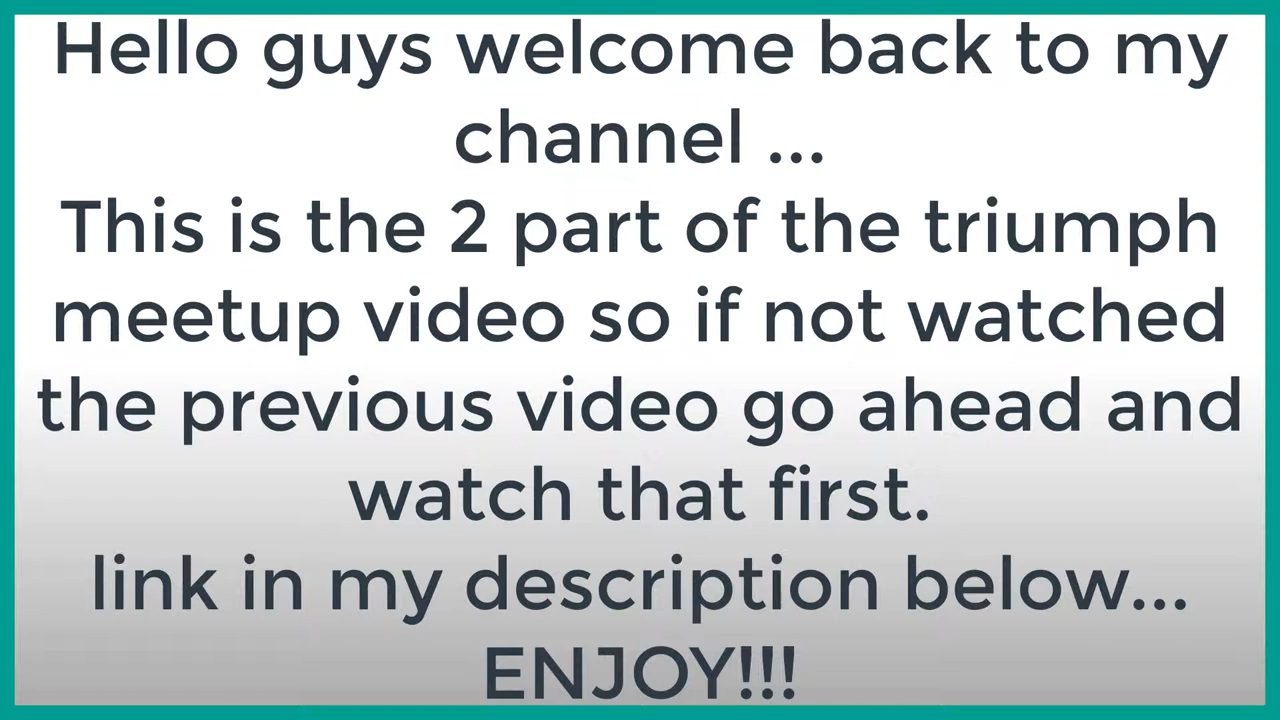 Hello guys welcome back to my
channel ...
This is the 2 part of the triumph
meetup video so if not watched
the previous video go ahead and
watch that first.
link in my description below...
ENJOY!!!